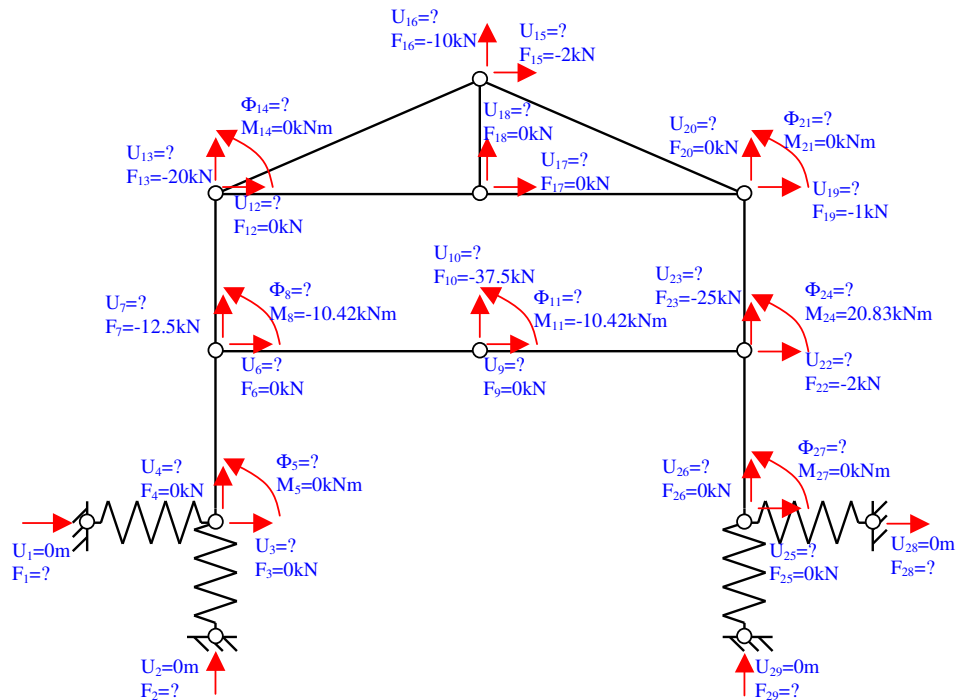 U₁₆=?
F₁₆=-10kN
U₁₅=?
F₁₅=-2kN
Φ₁₄=?
M₁₄=0kNm
U₁₈=?
F₁₈=0kN
U₂₀=?
F₂₀=0kN
Φ₂₁=?
M₂₁=0kNm
U₁₃=?
F₁₃=-20kN
U₁₇=?
F₁₇=0kN
U₁₂=?
F₁₂=0kN
U₁₉=?
F₁₉=-1kN
U₁₀=?
F₁₀=-37.5kN
U₇=?
F₇=-12.5kN
Φ₈=?
M₈=-10.42kNm
Φ₁₁=?
M₁₁=-10.42kNm
U₂₃=?
F₂₃=-25kN
Φ₂₄=?
M₂₄=20.83kNm
U₆=?
F₆=0kN
U₉=?
F₉=0kN
U₂₂=?
F₂₂=-2kN
U₄=?
F₄=0kN
Φ₅=?
M₅=0kNm
U₂₆=?
F₂₆=0kN
Φ₂₇=?
M₂₇=0kNm
U₁=0m
F₁=?
U₃=?
F₃=0kN
U₂₅=?
F₂₅=0kN
U₂₈=0m
F₂₈=?
U₂=0m
F₂=?
U₂₉=0m
F₂₉=?